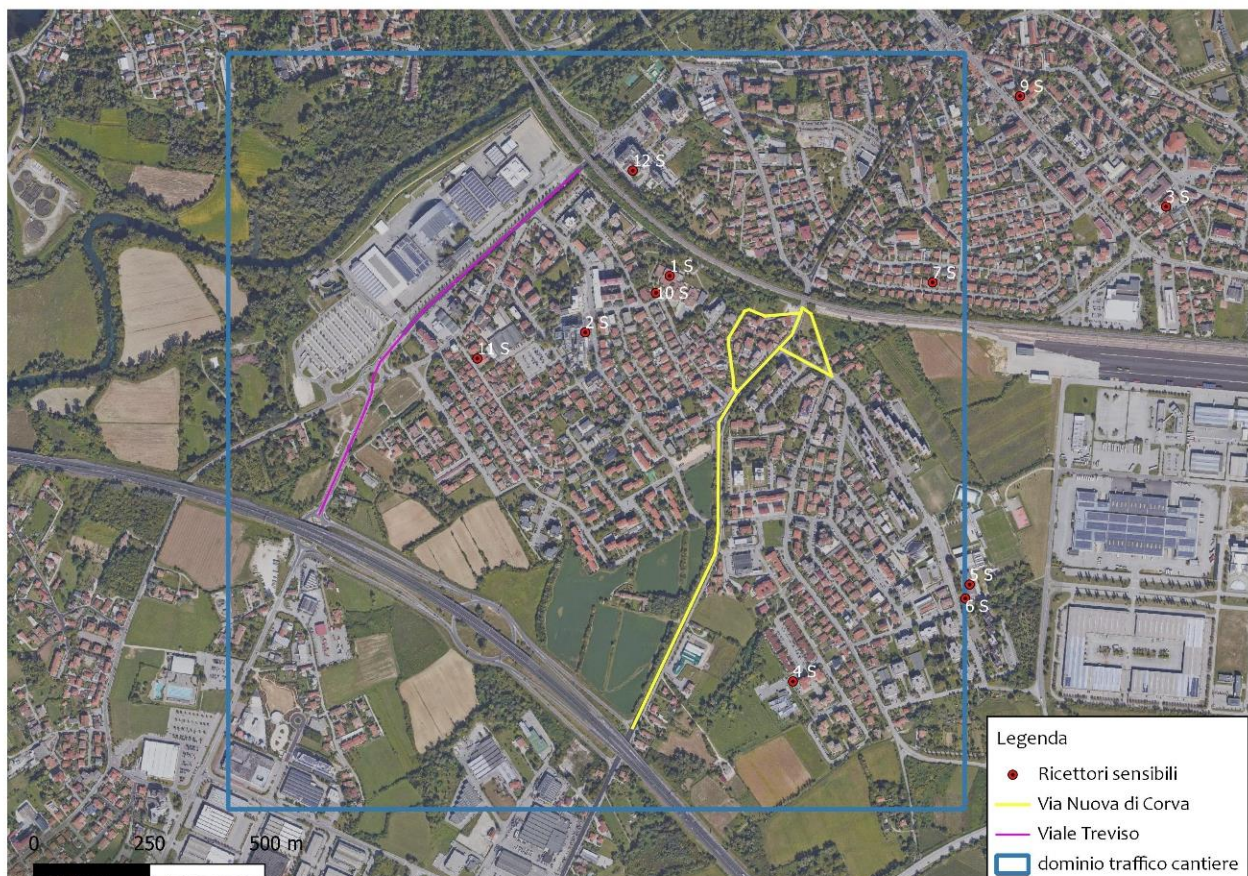 9 S
12 S
3 S
1 S
7 S
10 S
2 S
11 S
5 S
6 S
4 S
Legenda
Ricettori sensibili
Via Nuova di Corva
Viale Treviso
dominio traffico cantiere
0 250 500 m